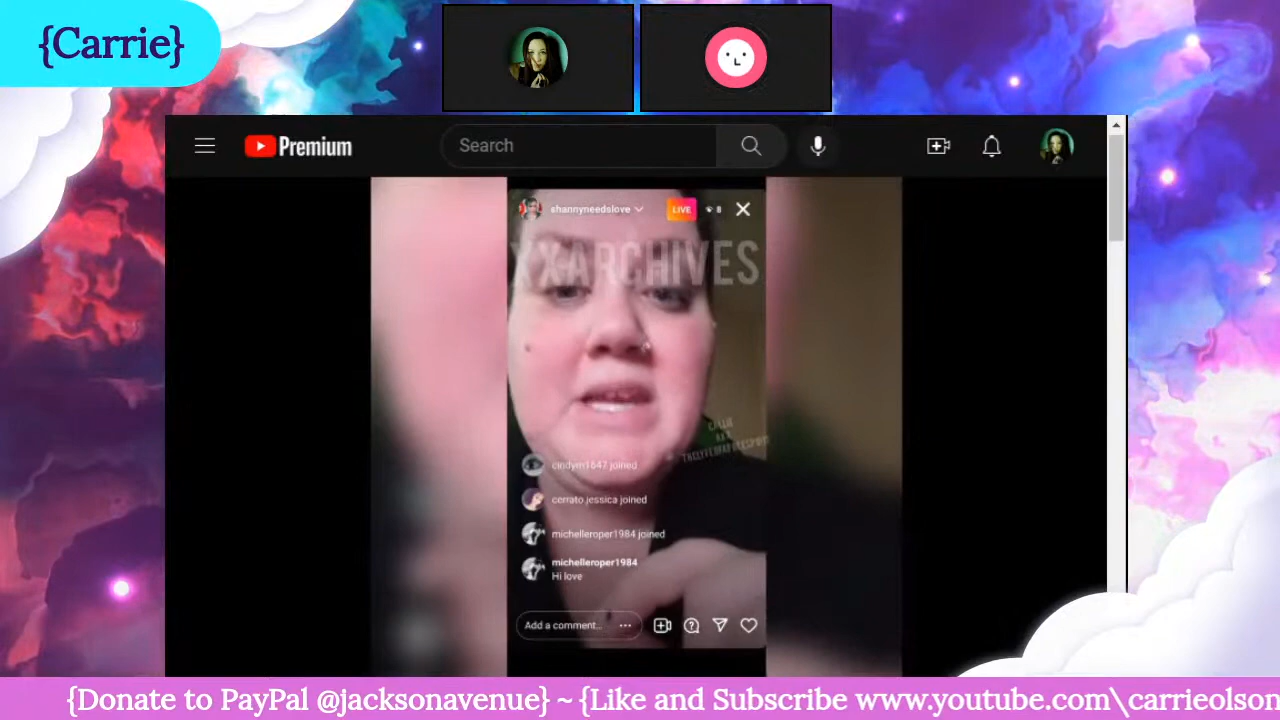 {Carrie}
Premium
Search
shannyneedslove
LIVE
8
XXARCHIVES
cindym1847 joined
cerrato.jessica joined
michelleroper1984 joined
michelleroper1984
Hi love
Add a comment...
{Donate to PayPal @jacksonavenue} ~ {Like and Subscribe www.youtube.com\carrieolson